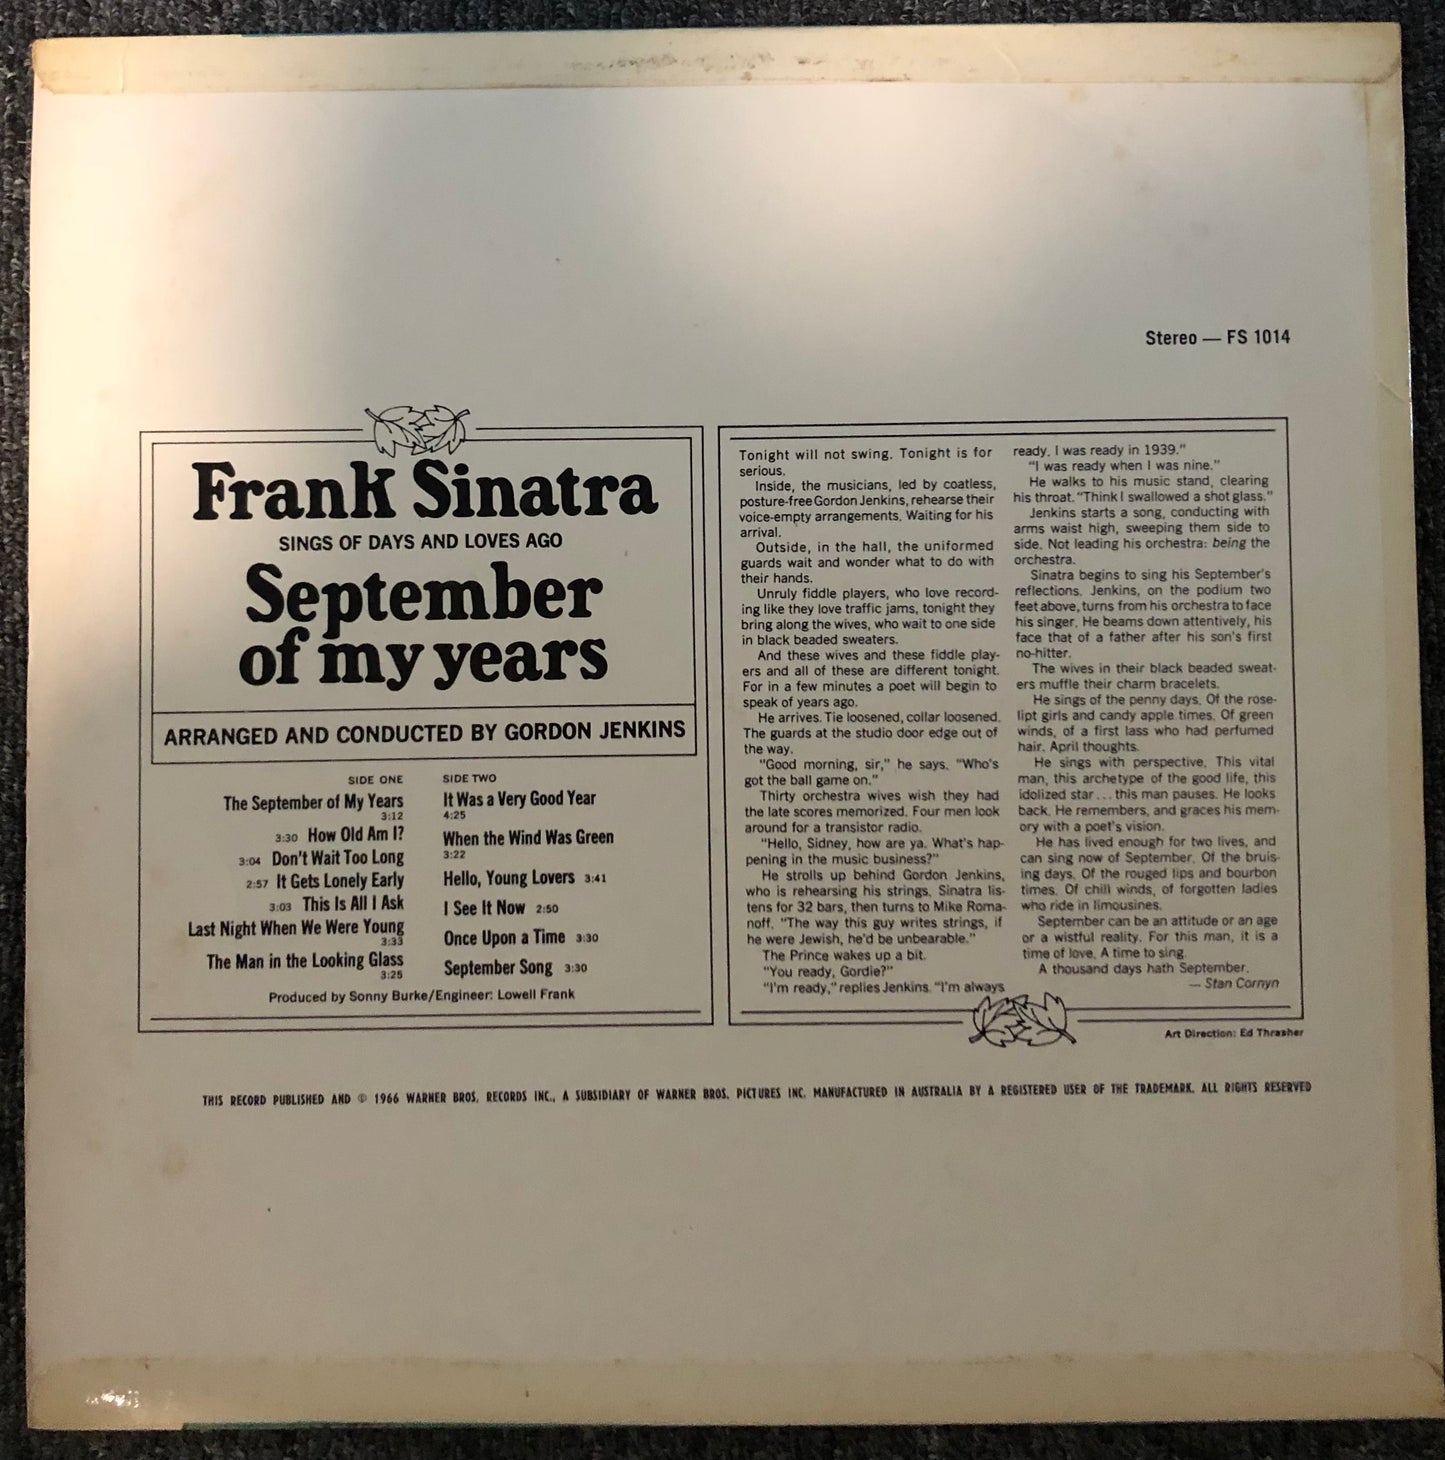 Stereo — FS 1014
Frank Sinatra
SINGS OF DAYS AND LOVES AGO
September
of my years
ARRANGED AND CONDUCTED BY GORDON JENKINS
SIDE ONE
The September of My Years
3:12
3:30 How Old Am I?
3:04 Don't Wait Too Long
2:57 It Gets Lonely Early
3:03 This Is All I Ask
Last Night When We Were Young
3:33
The Man in the Looking Glass
3:25
SIDE TWO
It Was a Very Good Year
4:25
When the Wind Was Green
3:22
Hello, Young Lovers 3:41
I See It Now 2:50
Once Upon a Time 3:30
September Song 3:30
Produced by Sonny Burke/Engineer: Lowell Frank
Tonight will not swing. Tonight is for
serious.
Inside, the musicians, led by coatless,
posture-free Gordon Jenkins, rehearse their
voice-empty arrangements. Waiting for his
arrival.
Outside, in the hall, the uniformed
guards wait and wonder what to do with
their hands.
Unruly fiddle players, who love record-
ing like they love traffic jams, tonight they
bring along the wives, who wait to one side
in black beaded sweaters.
And these wives and these fiddle play-
ers and all of these are different tonight.
For in a few minutes a poet will begin to
speak of years ago.
He arrives. Tie loosened, collar loosened.
The guards at the studio door edge out of
the way.
"Good morning, sir," he says. "Who's
got the ball game on."
Thirty orchestra wives wish they had
the late scores memorized. Four men look
around for a transistor radio.
"Hello, Sidney, how are ya. What's hap-
pening in the music business?"
He strolls up behind Gordon Jenkins,
who is rehearsing his strings. Sinatra lis-
tens for 32 bars, then turns to Mike Roma-
noff. "The way this guy writes strings, if
he were Jewish, he'd be unbearable."
The Prince wakes up a bit.
"You ready, Gordie?"
"I'm ready," replies Jenkins. "I'm always
ready. I was ready in 1939."
"I was ready when I was nine."
He walks to his music stand, clearing
his throat. "Think I swallowed a shot glass."
Jenkins starts a song, conducting with
arms waist high, sweeping them side to
side. Not leading his orchestra: being the
orchestra.
Sinatra begins to sing his September's
reflections. Jenkins, on the podium two
feet above, turns from his orchestra to face
his singer. He beams down attentively, his
face that of a father after his son's first
no-hitter.
The wives in their black beaded sweat-
ers muffle their charm bracelets.
He sings of the penny days. Of the rose-
lipt girls and candy apple times. Of green
winds, of a first lass who had perfumed
hair. April thoughts.
He sings with perspective. This vital
man, this archetype of the good life, this
idolized star . . . this man pauses. He looks
back. He remembers, and graces his mem-
ory with a poet's vision.
He has lived enough for two lives, and
can sing now of September. Of the bruis-
ing days. Of the rouged lips and bourbon
times. Of chill winds, of forgotten ladies
who ride in limousines.
September can be an attitude or an age
or a wistful reality. For this man, it is a
time of love. A time to sing.
A thousand days hath September.
— Stan Cornyn
Art Direction: Ed Thrasher
THIS RECORD PUBLISHED AND ℗ 1966 WARNER BROS. RECORDS INC., A SUBSIDIARY OF WARNER BROS. PICTURES INC. MANUFACTURED IN AUSTRALIA BY A REGISTERED USER OF THE TRADEMARK. ALL RIGHTS RESERVED